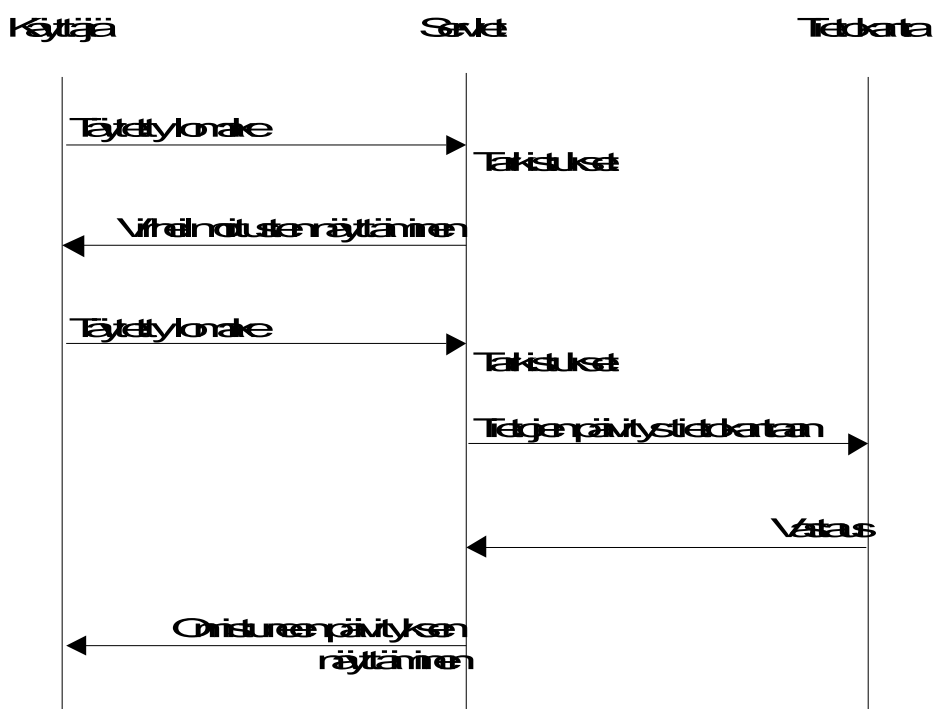 Käyttäjä
Servlet
Tietokanta
Täytetty lomake
Tarkistukset
Virheilmoitusten näyttäminen
Täytetty lomake
Tarkistukset
Tietojen päivitys tietokantaan
Vastaus
Onnistuneen päivityksen
näyttäminen